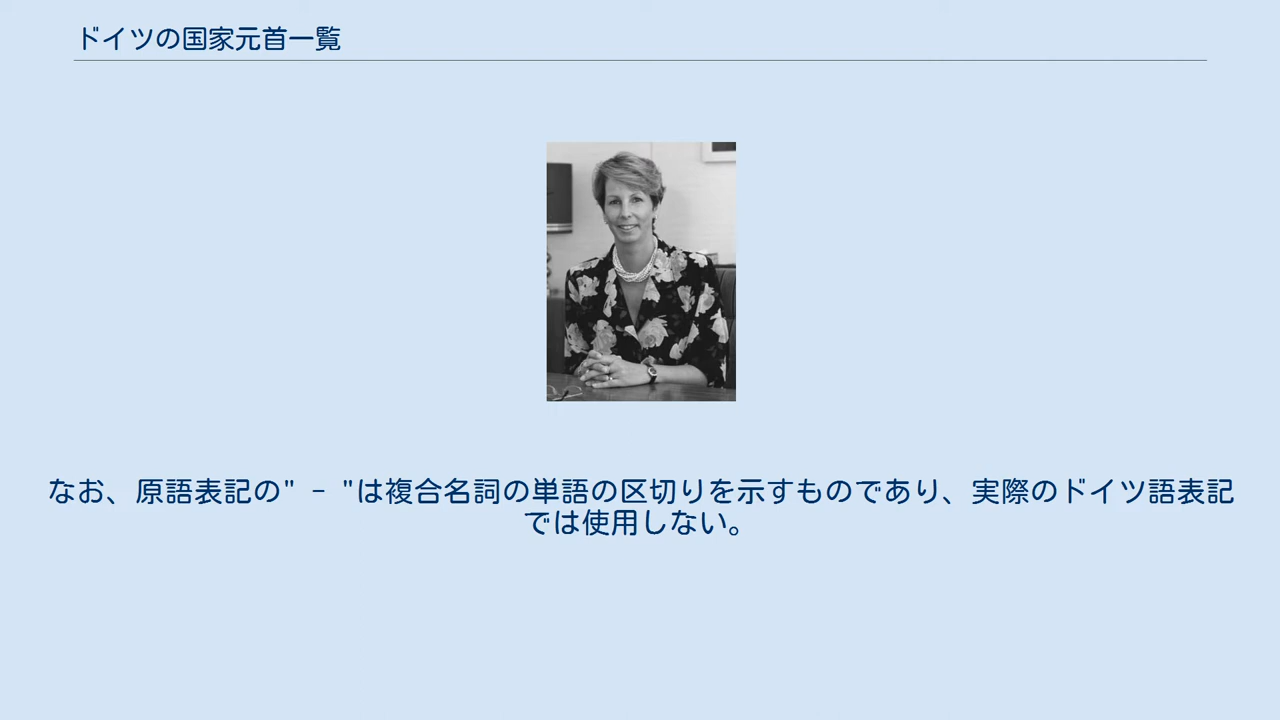 ドイツの国家元首一覧
なお、原語表記の" - "は複合名詞の単語の区切りを示すものであり、実際のドイツ語表記
では使用しない。